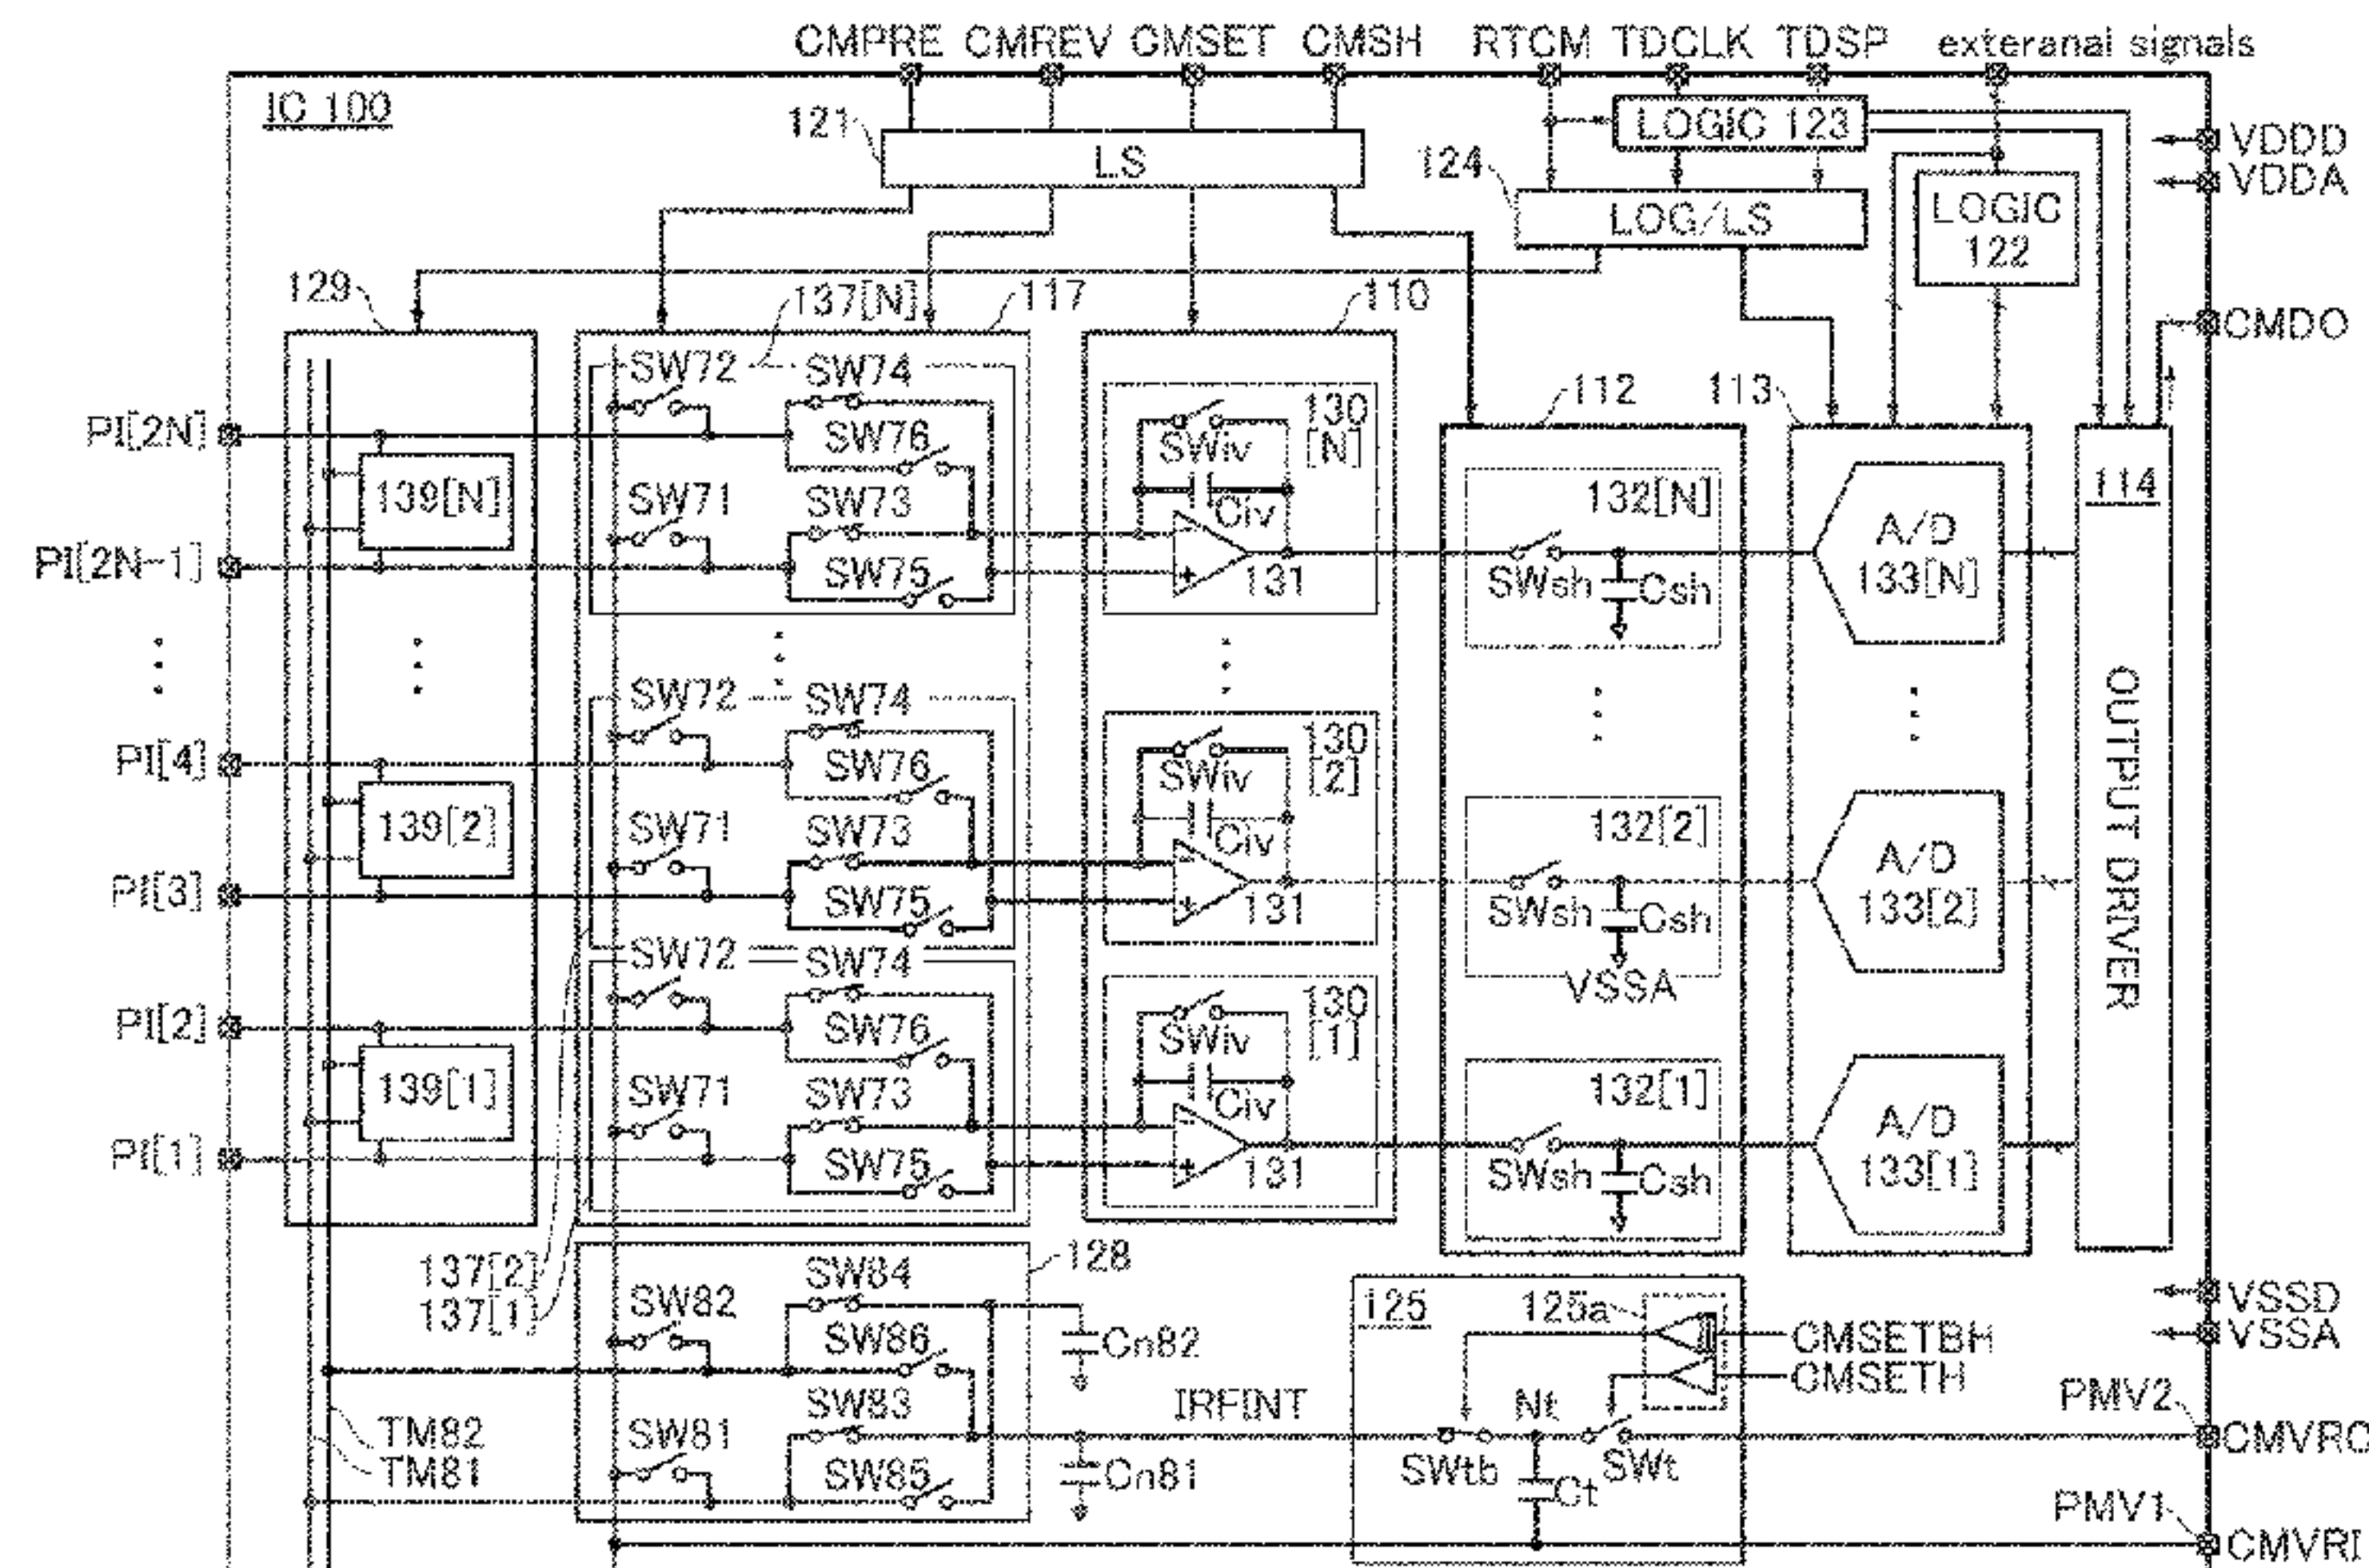 CMPRE CMREV CMSET CMSH RTCM TDCLK TDSP exteranal signals
IC 100
121
LS
LOGIC 123
VDDD
124
VDDA
LOG/LS
LOGIC
122
129
137[N]
117
110
CMDO
SW72
SW74
112
113
130
[N]
PI[2N]
SW76
SWiv
139[N]
SW71
SW73
Civ
132[N]
114
A/D
133[N]
PI[2N-1]
SW75
131
SWsh
Csh
SW72
SW74
OUTPUT DRIVER
130
[2]
PI[4]
SW76
SWiv
139[2]
SW71
SW73
Civ
132[2]
A/D
133[2]
PI[3]
SW75
131
SWsh
Csh
SW72
SW74
VSSA
130
[1]
PI[2]
SW76
SWiv
139[1]
SW71
SW73
Civ
132[1]
A/D
133[1]
PI[1]
SW75
131
SWsh
Csh
137[2]
137[1]
128
SW84
SW82
125
125a
VSSD
VSSA
SW86
Cn82
CMSETBH
CMSETH
SW83
IRFINT
Nt
PMV2
TM82
TM81
SW81
SW85
Cn81
SWtb
Ct
SWt
CMVRO
PMV1
CMVRI